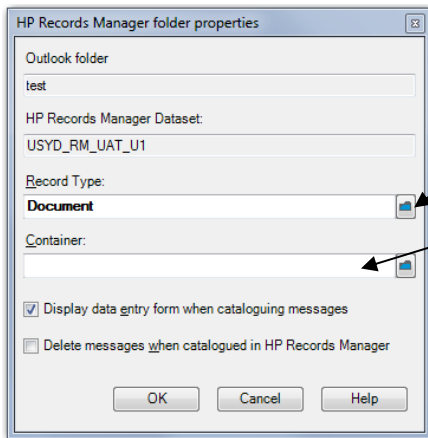 HP Records Manager folder properties
Outlook folder
test
HP Records Manager Dataset:
USYD_RM_UAT_U1
Record Type:
Document
Container:
Display data entry form when cataloguing messages
Delete messages when catalogued in HP Records Manager
OK Cancel Help